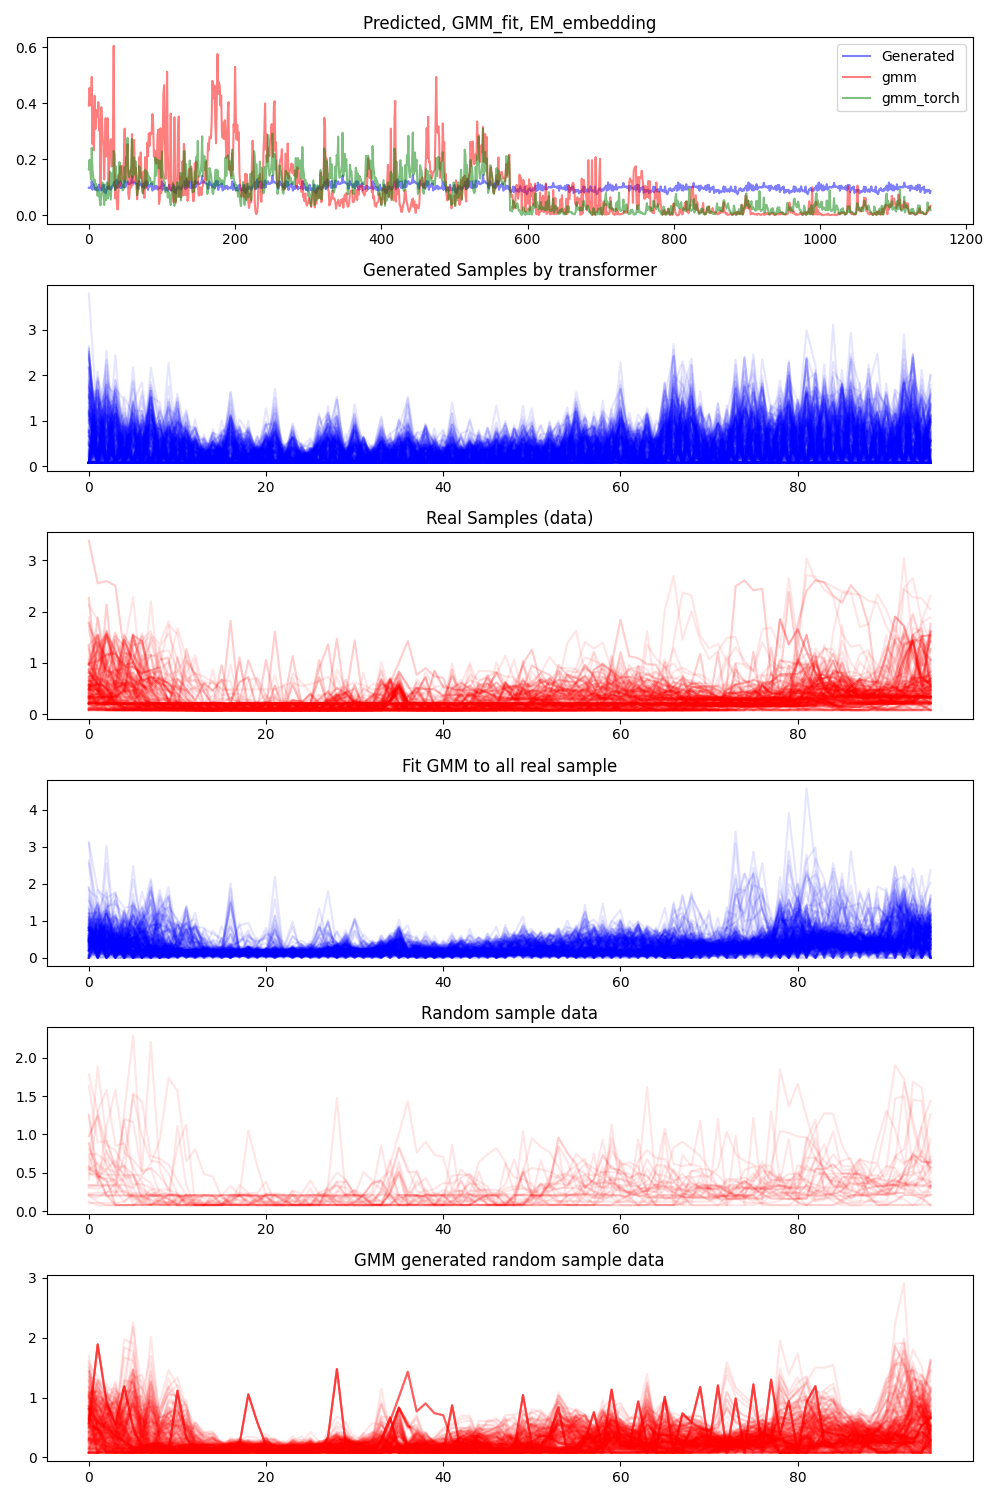 Predicted, GMM_fit, EM_embedding
0.6
0.4
0.2
0.0
Generated
gmm
gmm_torch
0 200 400 600 800 1000 1200
Generated Samples by transformer
3
2
1
0
0 20 40 60 80
Real Samples (data)
3
2
1
0
0 20 40 60 80
Fit GMM to all real sample
4
3
2
1
0
0 20 40 60 80
Random sample data
2.0
1.5
1.0
0.5
0.0
0 20 40 60 80
GMM generated random sample data
3
2
1
0
0 20 40 60 80